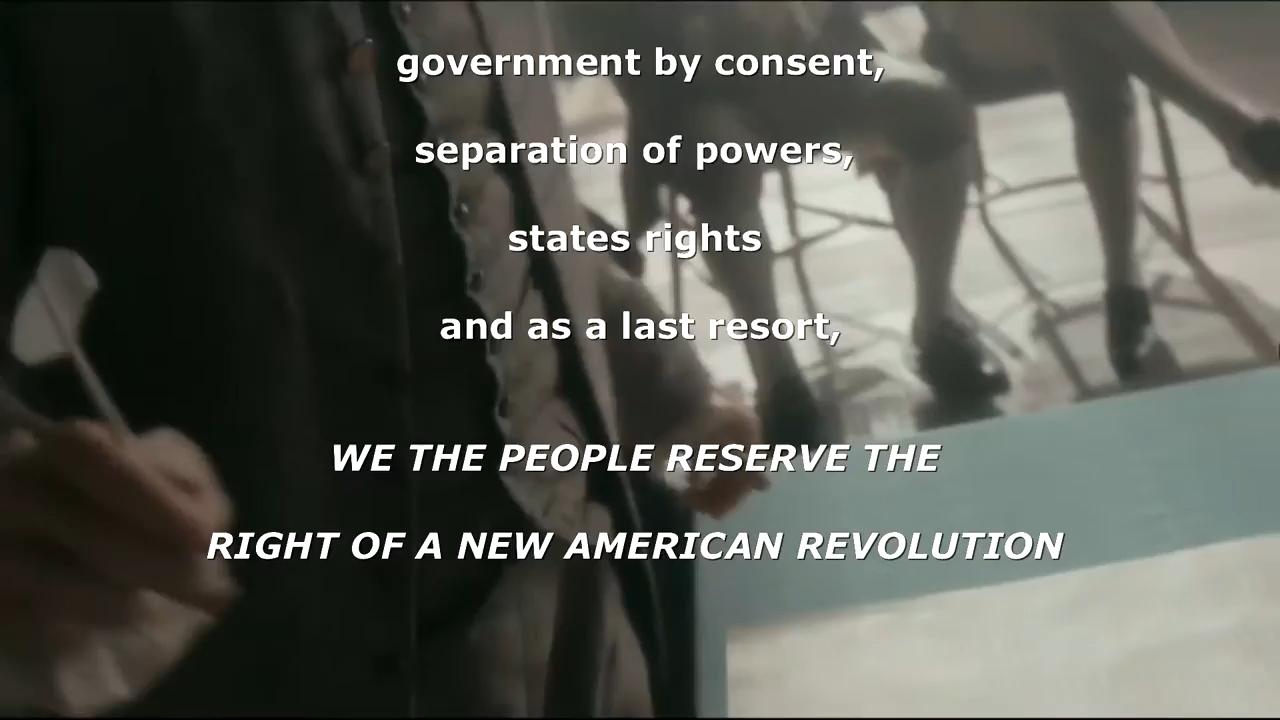 government by consent,
separation of powers,
states rights
and as a last resort,
WE THE PEOPLE RESERVE THE
RIGHT OF A NEW AMERICAN REVOLUTION